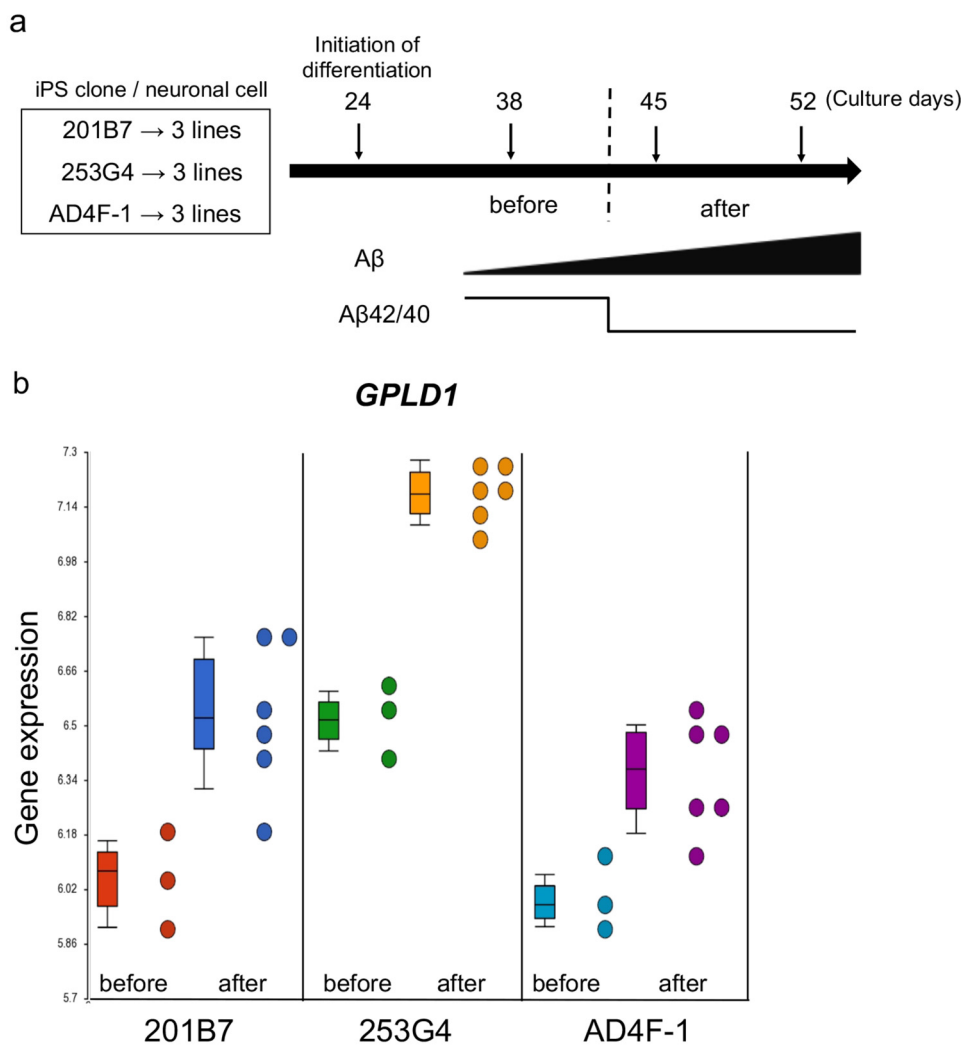 a
Initiation of
differentiation
iPS clone / neuronal cell
24 38 45 52 (Culture days)
201B7 → 3 lines
253G4 → 3 lines
AD4F-1 → 3 lines
before after
Aβ
Aβ42/40
b
GPLD1
Gene expression
7.3
7.14
6.98
6.82
6.66
6.5
6.34
6.18
6.02
5.86
5.7
before after before after before after
201B7 253G4 AD4F-1